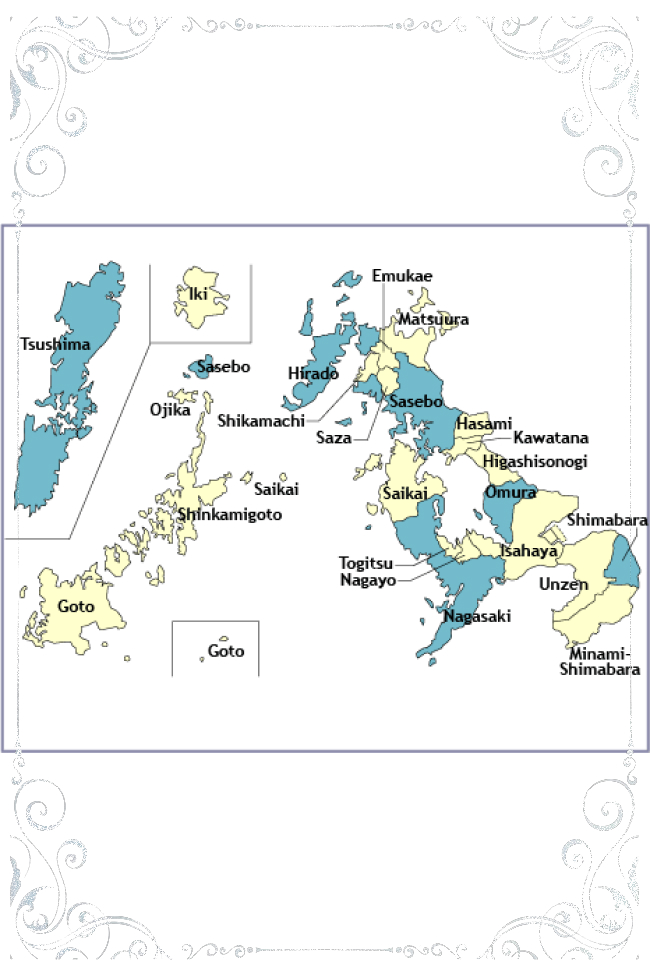 Emukae
Iki
Matsuura
Tsushima
Sasebo
Hirado
Sasebo
Ojika
Shikamachi
Hasami
Saza
Kawatana
Higashisonogi
Saikai
Saikai
Omura
Shinkamigoto
Shimabara
Isahaya
Togitsu
Nagayo
Unzen
Goto
Nagasaki
Goto
Minami-
Shimabara